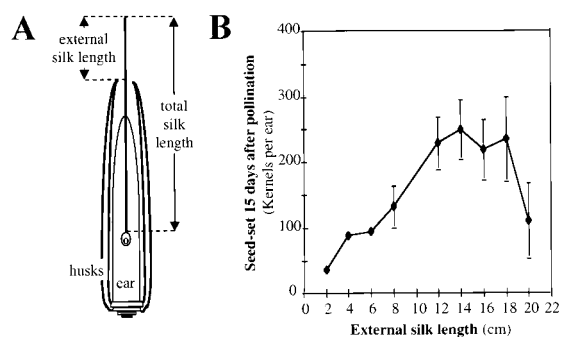 A
external
silk length
total
silk
length
husks
ear
B
Seed-set 15 days after pollination
(Kernels per ear)
400
300
250
200
100
0
0 2 4 6 8 10 12 14 16 18 20 22
External silk length (cm)